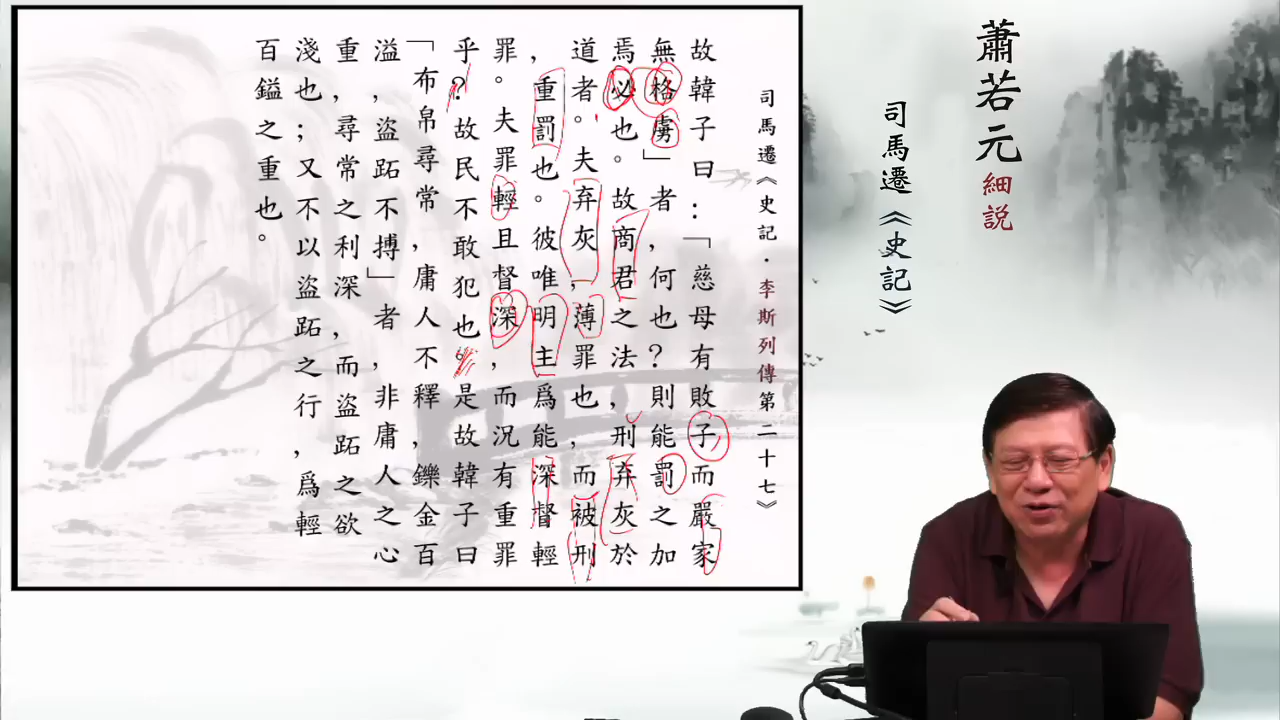 蕭若元細說
司馬遷《史記》
司馬遷《史記·李斯列傳第二十七》
故韓子曰：「慈母有敗子而嚴家
無格虜」者，何也？則能罰之加
焉必也。故商君之法，刑弃灰於
道者。夫弃灰，薄罪也，而被刑
，重罰也。彼唯明主爲能深督輕
罪。夫罪輕且督深，而況有重罪
乎？故民不敢犯也。是故韓子曰
「布帛尋常，庸人不釋，鑠金百
溢，盜跖不搏」者，非庸人之心
重，尋常之利深，而盜跖之欲
淺也；又不以盜跖之行，爲輕
百鎰之重也。